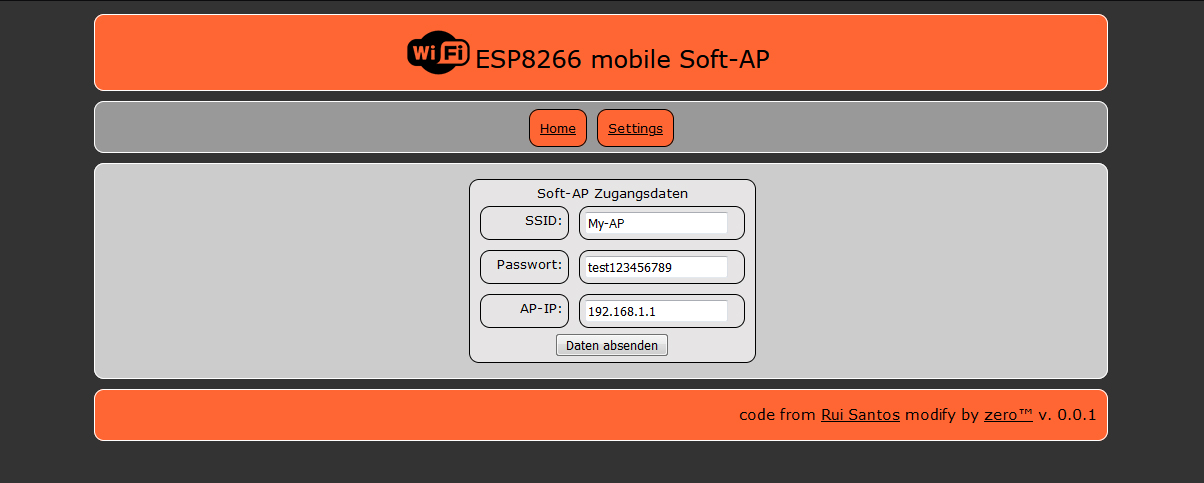 WiFi ESP8266 mobile Soft-AP
Home Settings
Soft-AP Zugangsdaten
SSID: My-AP
Passwort: test123456789
AP-IP: 192.168.1.1
Daten absenden
code from Rui Santos modify by zero™ v. 0.0.1